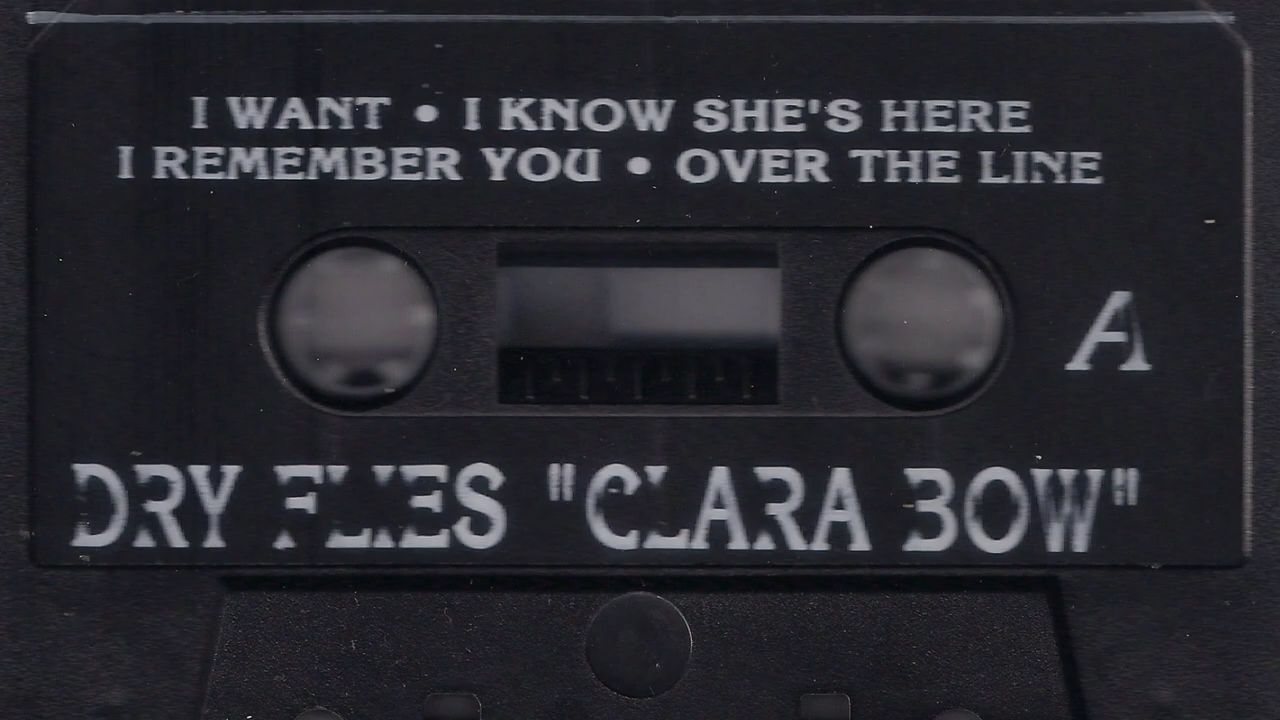 I WANT • I KNOW SHE'S HERE
I REMEMBER YOU • OVER THE LINE
A
DRY FLIES "CLARA BOW"